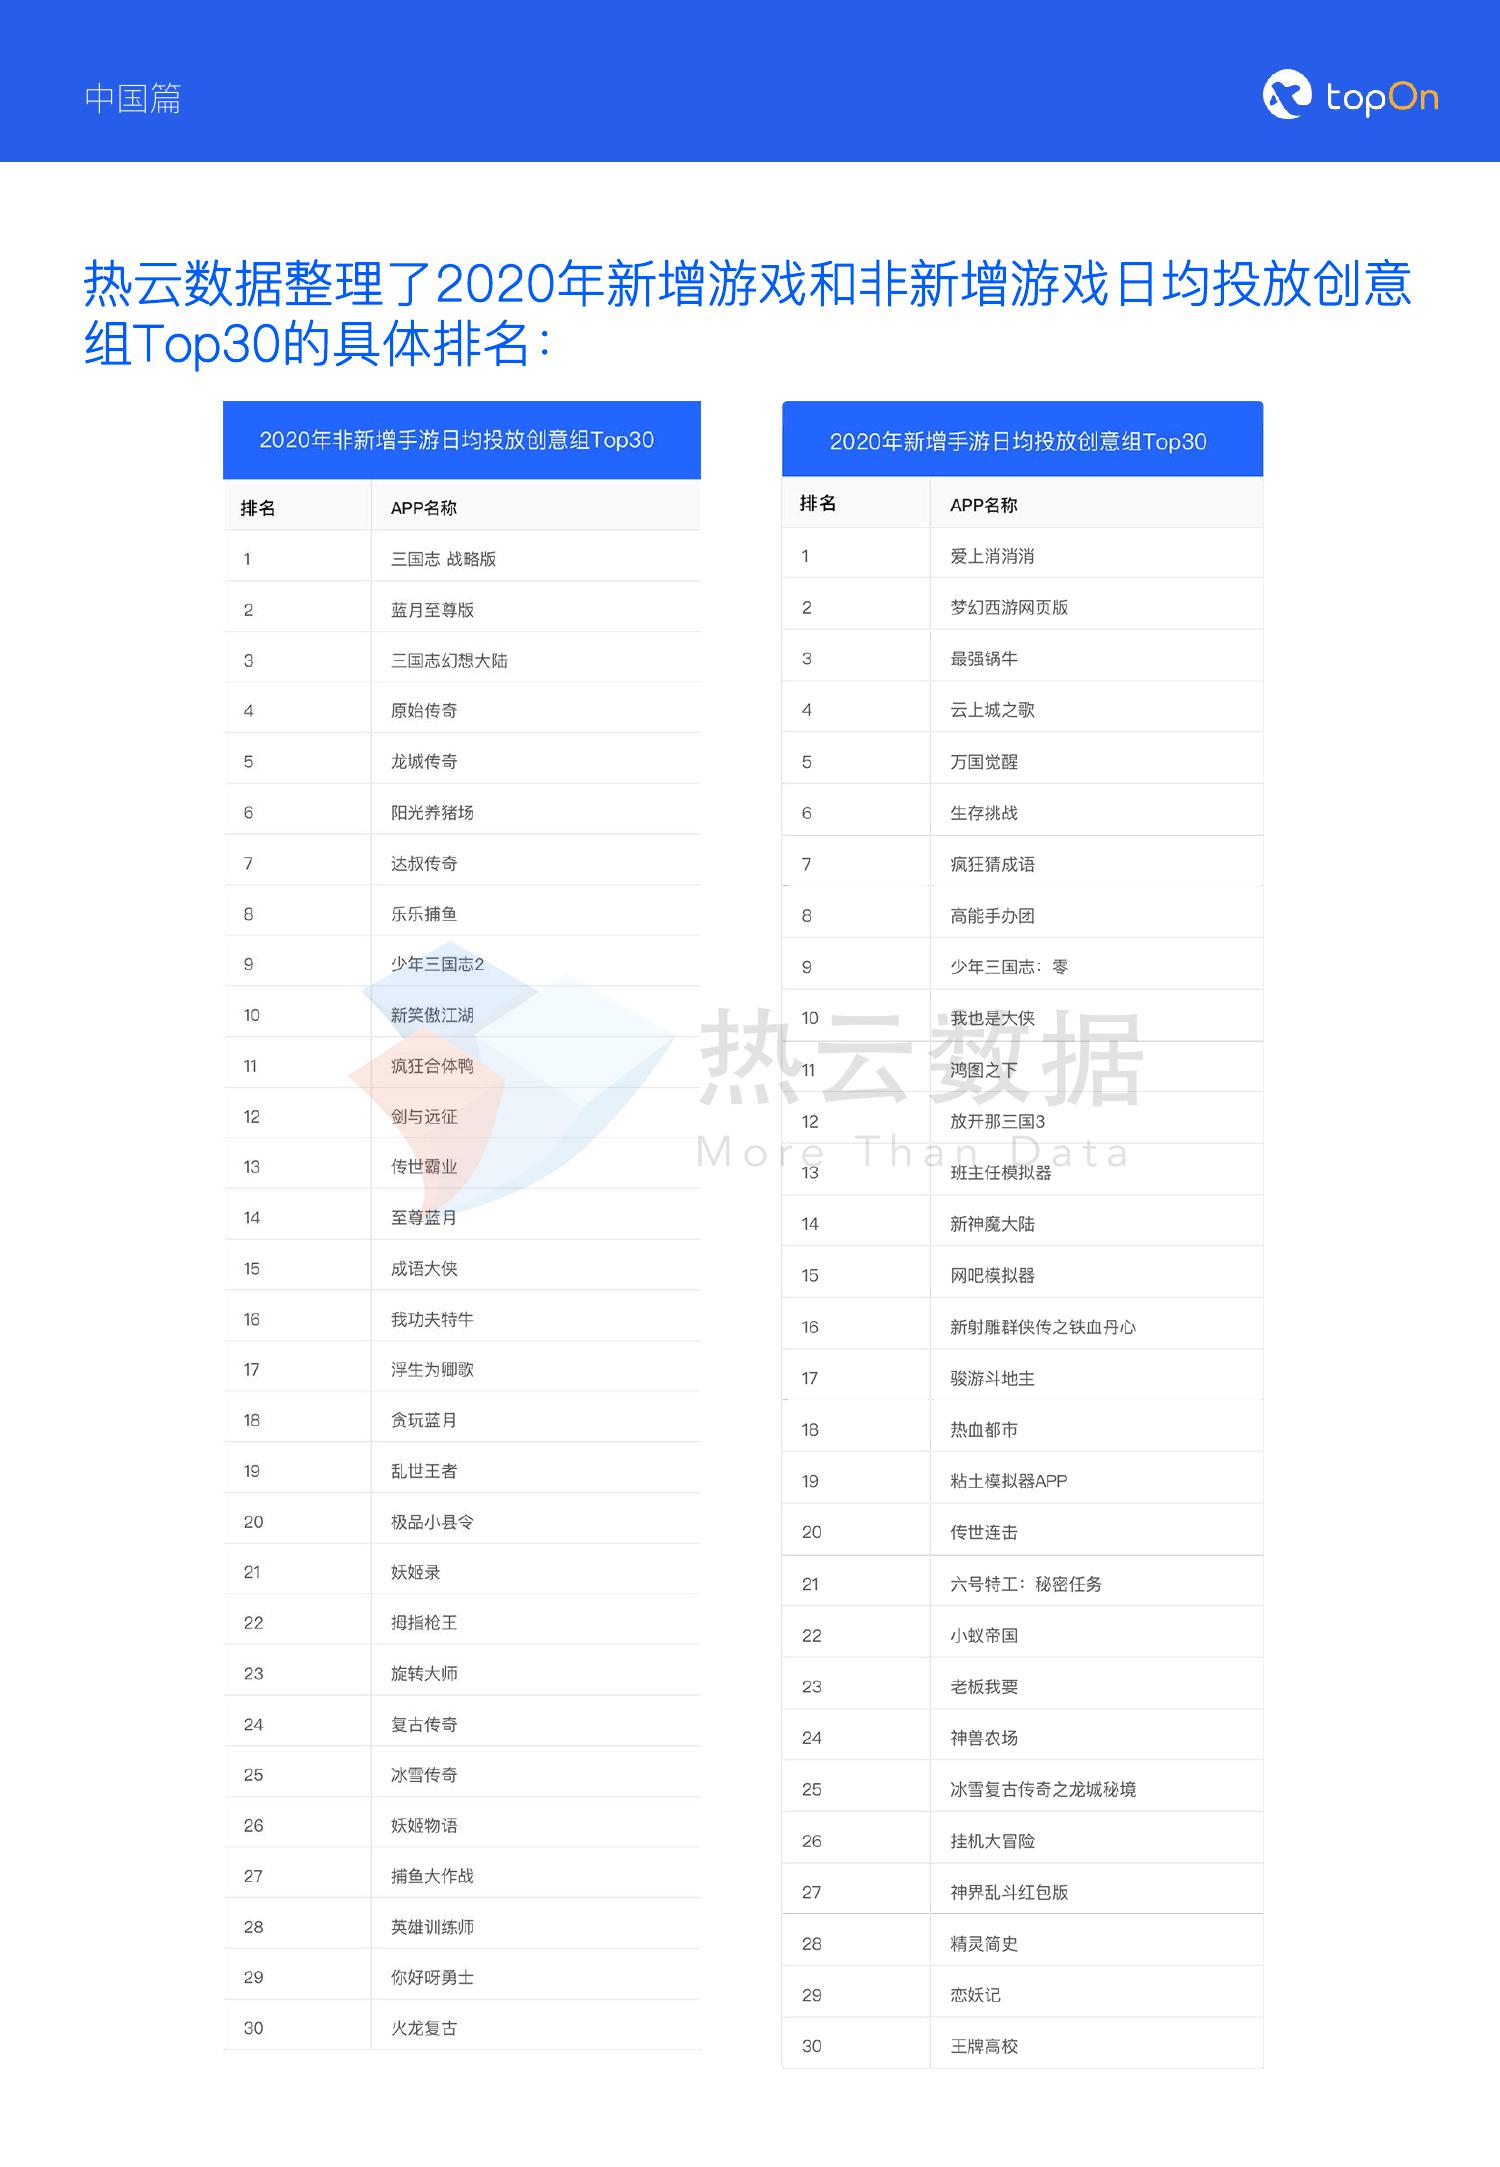 中国篇
topOn
热云数据整理了2020年新增游戏和非新增游戏日均投放创意
组Top30的具体排名：
2020年非新增手游日均投放创意组Top30
排名 APP名称
1 三国志 战略版
2 蓝月至尊版
3 三国志幻想大陆
4 原始传奇
5 龙城传奇
6 阳光养猪场
7 达叔传奇
8 乐乐捕鱼
9 少年三国志2
10 新笑傲江湖
11 疯狂合体鸭
12 剑与远征
13 传世霸业
14 至尊蓝月
15 成语大侠
16 我功夫特牛
17 浮生为卿歌
18 贪玩蓝月
19 乱世王者
20 极品小县令
21 妖姬录
22 拇指枪王
23 旋转大师
24 复古传奇
25 冰雪传奇
26 妖姬物语
27 捕鱼大作战
28 英雄训练师
29 你好呀勇士
30 火龙复古
2020年新增手游日均投放创意组Top30
排名 APP名称
1 爱上消消消
2 梦幻西游网页版
3 最强锅牛
4 云上城之歌
5 万国觉醒
6 生存挑战
7 疯狂猜成语
8 高能手办团
9 少年三国志：零
10 我也是大侠
11 鸿图之下
12 放开那三国3
13 班主任模拟器
14 新神魔大陆
15 网吧模拟器
16 新射雕群侠传之铁血丹心
17 骏游斗地主
18 热血都市
19 粘土模拟器APP
20 传世连击
21 六号特工：秘密任务
22 小蚁帝国
23 老板我要
24 神兽农场
25 冰雪复古传奇之龙城秘境
26 挂机大冒险
27 神界乱斗红包版
28 精灵简史
29 恋妖记
30 王牌高校
热云数据
More Than Data